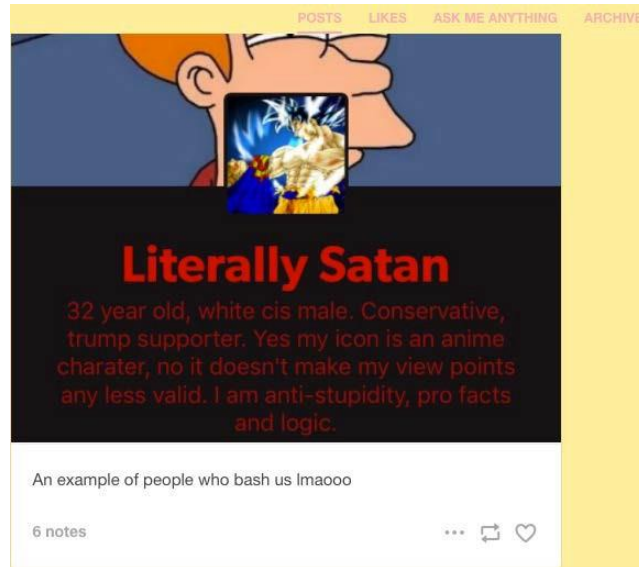 POSTS LIKES ASK ME ANYTHING ARCHIVE
Literally Satan
32 year old, white cis male. Conservative,
trump supporter. Yes my icon is an anime
charater, no it doesn't make my view points
any less valid. I am anti-stupidity, pro facts
and logic.
An example of people who bash us lmaooo
6 notes